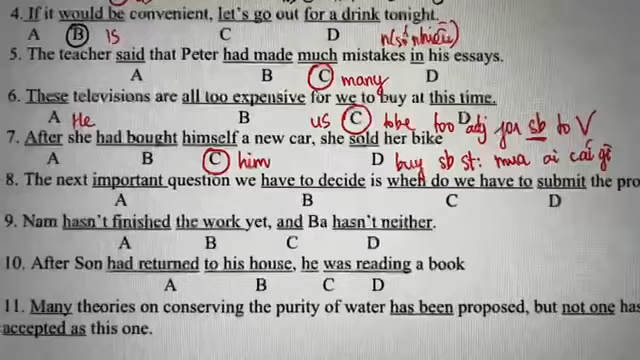 4. If it would be convenient, let's go out for a drink tonight.
A B is C D n(số nhiều)
5. The teacher said that Peter had made much mistakes in his essays.
A B C many D
6. These televisions are all too expensive for we to buy at this time.
A B us C D
He tobe too adj for sb to V
7. After she had bought himself a new car, she sold her bike
A B C him D buy sb st: mua ai cái gì
8. The next important question we have to decide is when do we have to submit the pro
A B C D
9. Nam hasn't finished the work yet, and Ba hasn't neither.
A B C D
10. After Son had returned to his house, he was reading a book
A B C D
11. Many theories on conserving the purity of water has been proposed, but not one has
accepted as this one.